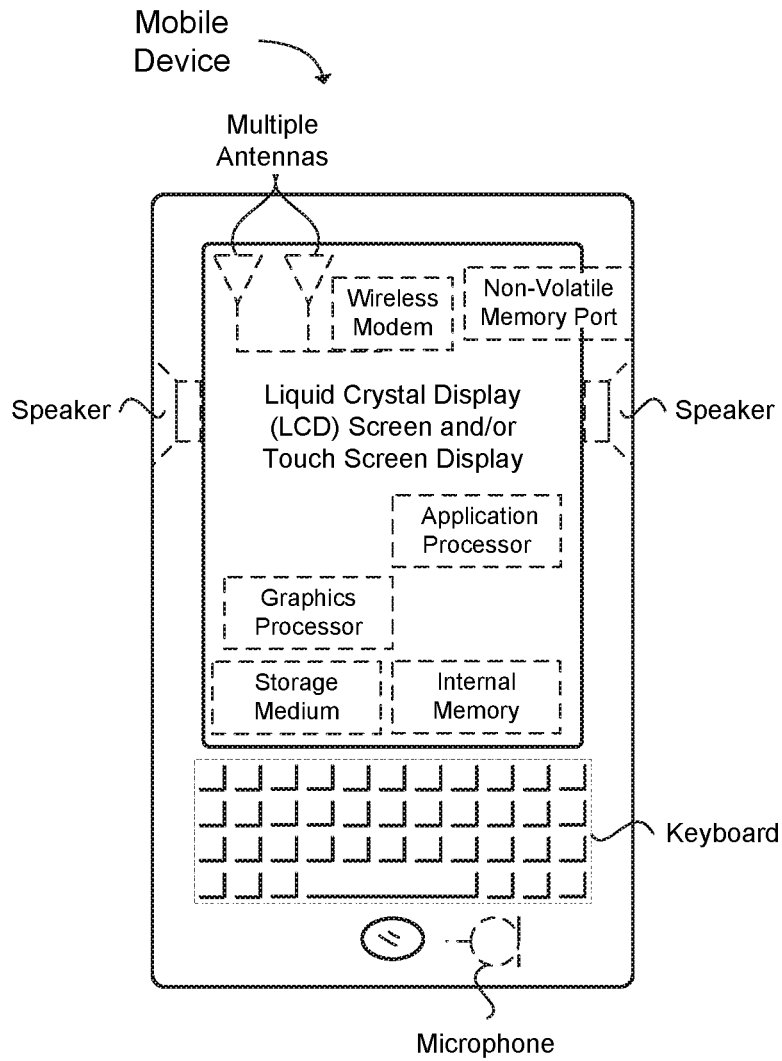 Mobile
Device
Multiple
Antennas
Wireless
Modem
Non-Volatile
Memory Port
Speaker
Liquid Crystal Display
(LCD) Screen and/or
Touch Screen Display
Speaker
Application
Processor
Graphics
Processor
Storage
Medium
Internal
Memory
Keyboard
Microphone